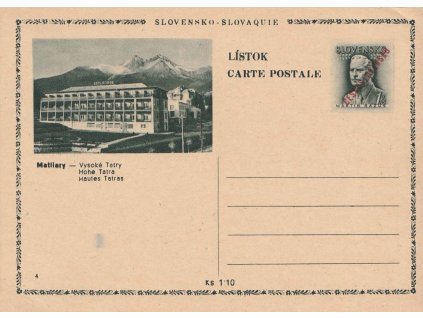 SLOVENSKO - SLOVAQUIE
LÍSTOK
CARTE POSTALE
SLOVENSKO
Matliary — Vysoké Tatry
Hohe Tatra
Hautes Tatras
4
Ks 1'10